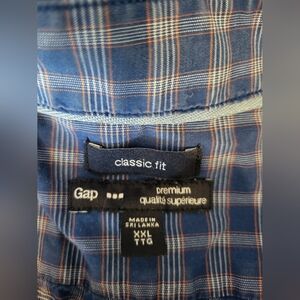 classic fit
Gap
premium
qualité supérieure
MADE IN
SRI LANKA
XXL
TTG